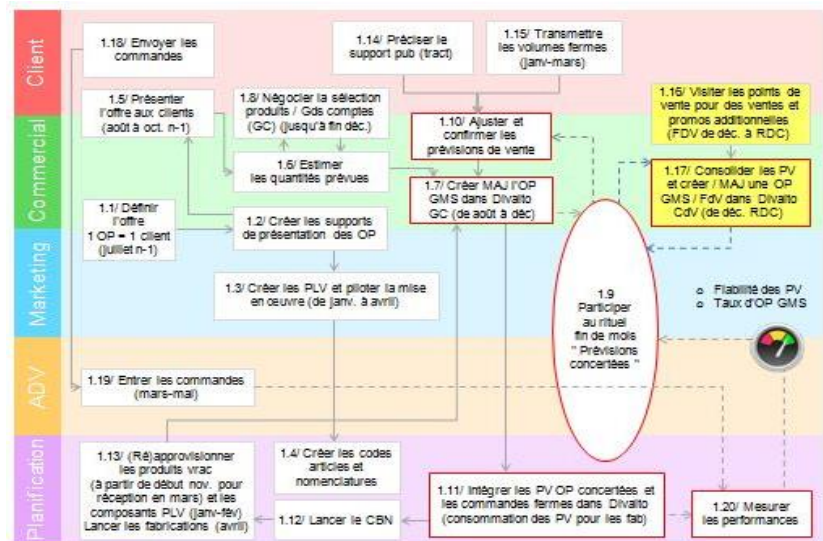 Client
1.18/ Envoyer les
commandes
1.14/ Préciser le
support pub (tract)
1.15/ Transmettre
les volumes fermes
(janv-mars)
1.5/ Présenter
l'offre aux clients
(août à oct. n-1)
1.8/ Négocier la sélection
produits / Gds comptes
(GC) (jusqu'à fin déc.)
1.10/ Ajuster et
confirmer les
prévisions de vente
1.16/ Visiter les points de
vente pour des ventes et
promos additionnelles
(FDV de déc. à RDC)
Commercial
1.6/ Estimer
les quantités prévues
1.7/ Créer MAJ l'OP
GMS dans Divalto
GC (de août à déc)
1.17/ Consolider les PV
et créer / MAJ une OP
GMS / FdV dans Divalto
CdV (de déc. RDC)
1.1/ Définir
l'offre
1 OP = 1 client
(juillet n-1)
1.2/ Créer les supports
de présentation des OP
Marketing
1.3/ Créer les PLV et piloter la mise
en œuvre (de janv. à avril)
1.9
Participer
au rituel
fin de mois
" Prévisions
concertées "
Fiabilité des PV
Taux d'OP GMS
ADV
1.19/ Entrer les commandes
(mars-mai)
Planification
1.13/ (Ré)approvisionner
les produits vrac
(à partir de début nov. pour
réception en mars) et les
composants PLV (janv-fév)
Lancer les fabrications (avril)
1.4/ Créer les codes
articles et
nomenclatures
1.12/ Lancer le CBN
1.11/ Intégrer les PV OP concertées et
les commandes fermes dans Divalto
(consommation des PV pour les fab)
1.20/ Mesurer
les performances